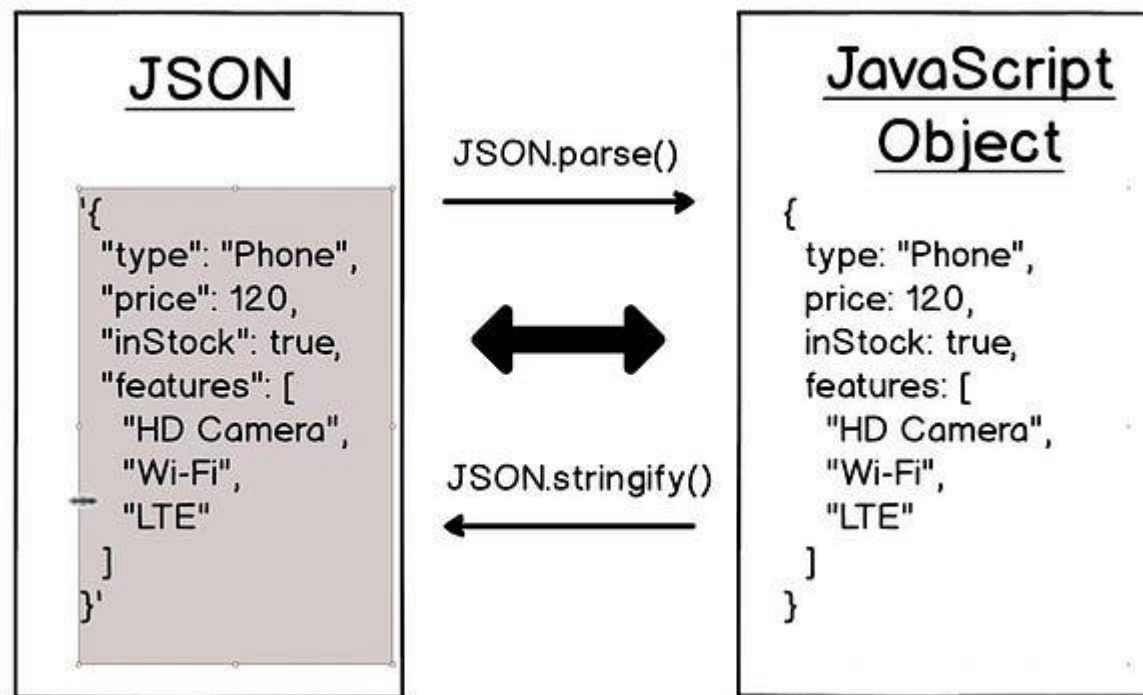 JSON
'{
"type": "Phone",
"price": 120,
"inStock": true,
"features": [
"HD Camera",
"Wi-Fi",
"LTE"
]
}'
JSON.parse()
JSON.stringify()
JavaScript
Object
{
type: "Phone",
price: 120,
inStock: true,
features: [
"HD Camera",
"Wi-Fi",
"LTE"
]
}